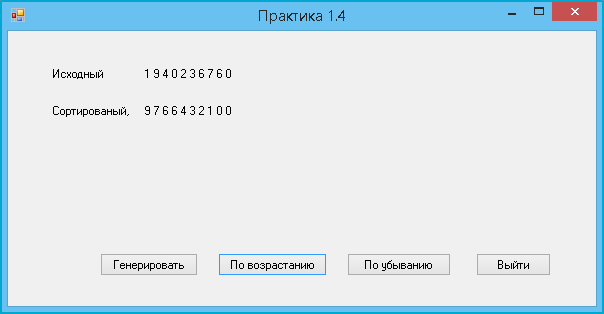 Практика 1.4
Исходный 1 9 4 0 2 3 6 7 6 0
Сортированый, 9 7 6 6 4 3 2 1 0 0
Генерировать По возрастанию По убыванию Выйти